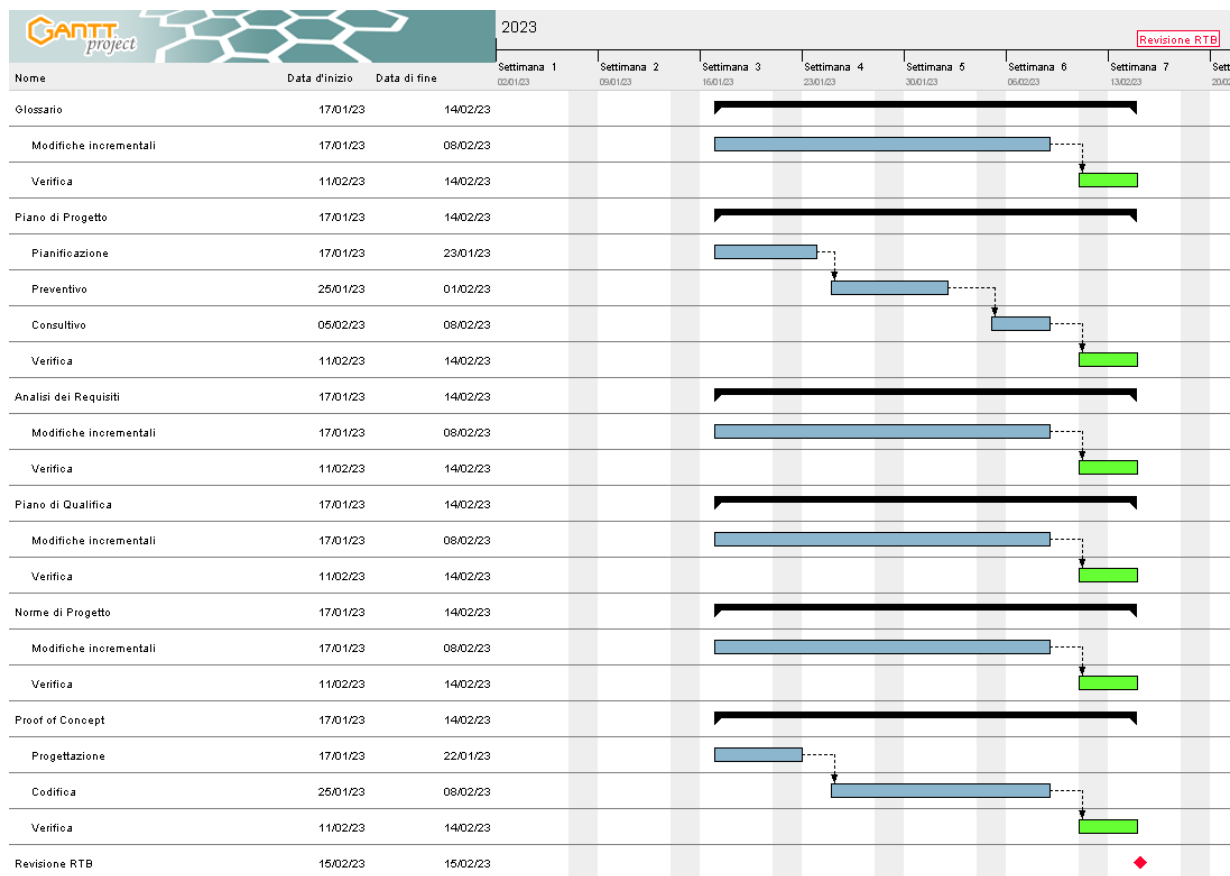 GANTT
project
2023
Revisione RTB
Nome Data d'inizio Data di fine
Settimana 1 Settimana 2 Settimana 3 Settimana 4 Settimana 5 Settimana 6 Settimana 7 Sett
02/01/23 09/01/23 16/01/23 23/01/23 30/01/23 06/02/23 13/02/23 20/02
Glossario 17/01/23 14/02/23
Modifiche incrementali 17/01/23 08/02/23
Verifica 11/02/23 14/02/23
Piano di Progetto 17/01/23 14/02/23
Pianificazione 17/01/23 23/01/23
Preventivo 25/01/23 01/02/23
Consultivo 05/02/23 08/02/23
Verifica 11/02/23 14/02/23
Analisi dei Requisiti 17/01/23 14/02/23
Modifiche incrementali 17/01/23 08/02/23
Verifica 11/02/23 14/02/23
Piano di Qualifica 17/01/23 14/02/23
Modifiche incrementali 17/01/23 08/02/23
Verifica 11/02/23 14/02/23
Norme di Progetto 17/01/23 14/02/23
Modifiche incrementali 17/01/23 08/02/23
Verifica 11/02/23 14/02/23
Proof of Concept 17/01/23 14/02/23
Progettazione 17/01/23 22/01/23
Codifica 25/01/23 08/02/23
Verifica 11/02/23 14/02/23
Revisione RTB 15/02/23 15/02/23